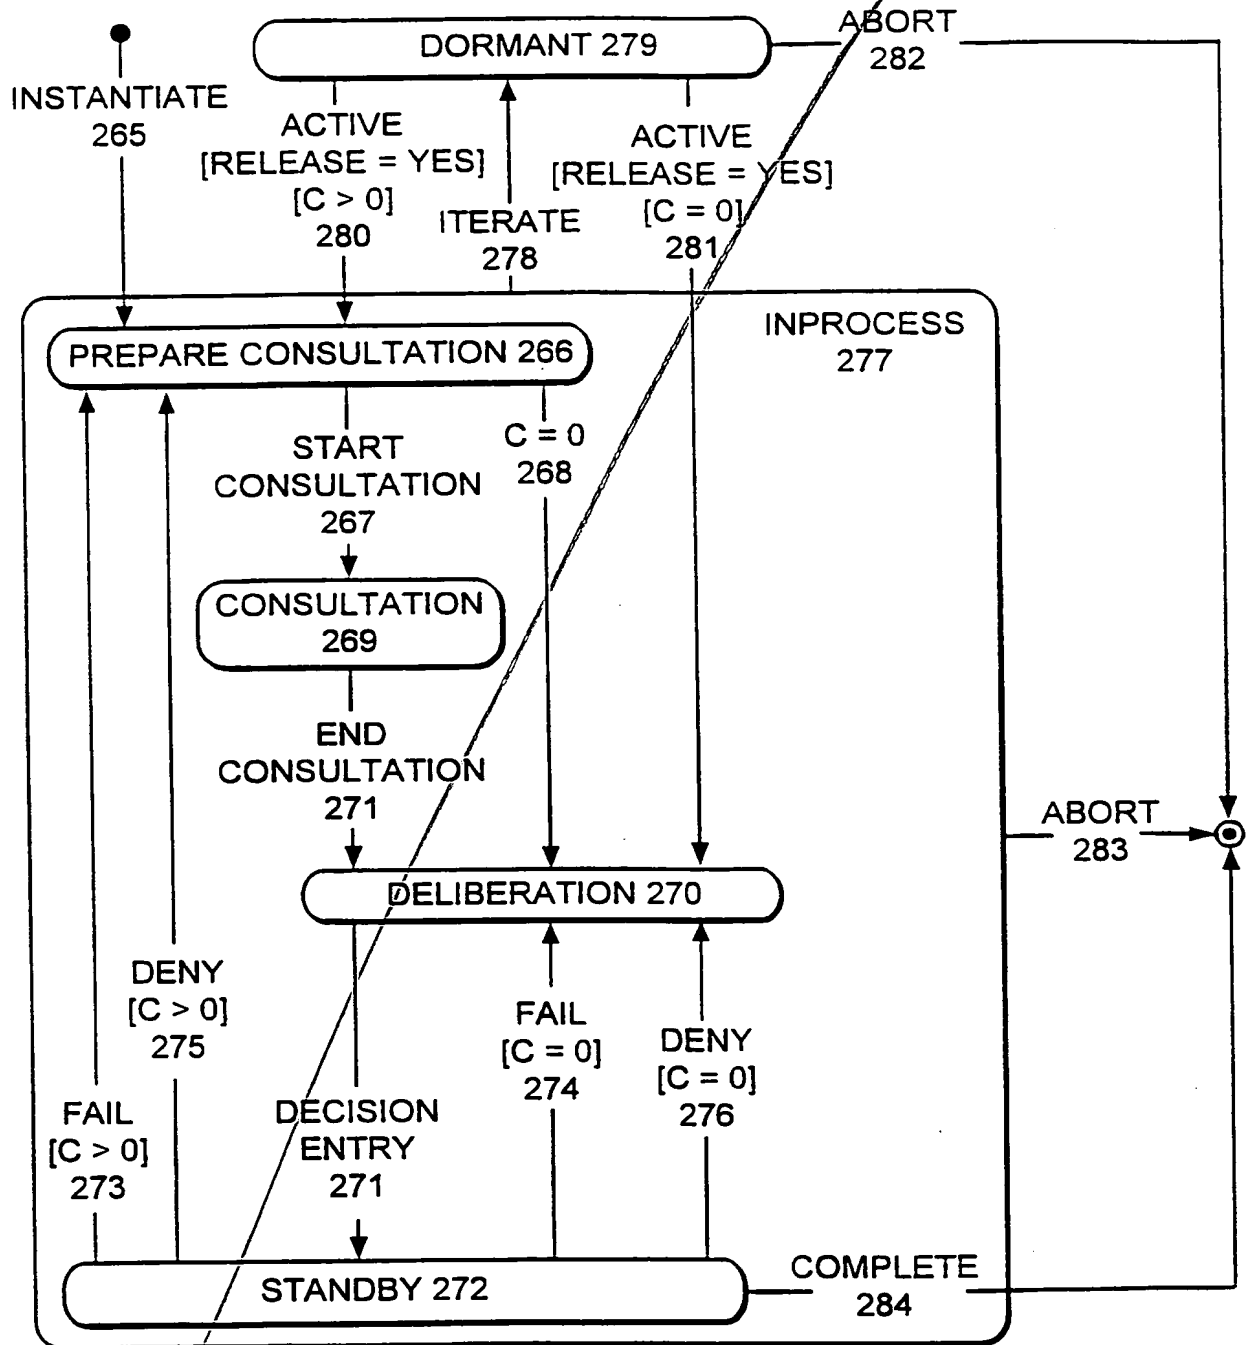 DORMANT 279
ABORT
282
INSTANTIATE
265
ACTIVE
[RELEASE = YES]
[C > 0]
280
ITERATE
278
ACTIVE
[RELEASE = YES]
[C = 0]
281
INPROCESS
277
PREPARE CONSULTATION 266
START
CONSULTATION
267
C = 0
268
CONSULTATION
269
END
CONSULTATION
271
ABORT
283
DELIBERATION 270
DENY
[C > 0]
275
FAIL
[C = 0]
274
DENY
[C = 0]
276
FAIL
[C > 0]
273
DECISION
ENTRY
271
STANDBY 272
COMPLETE
284